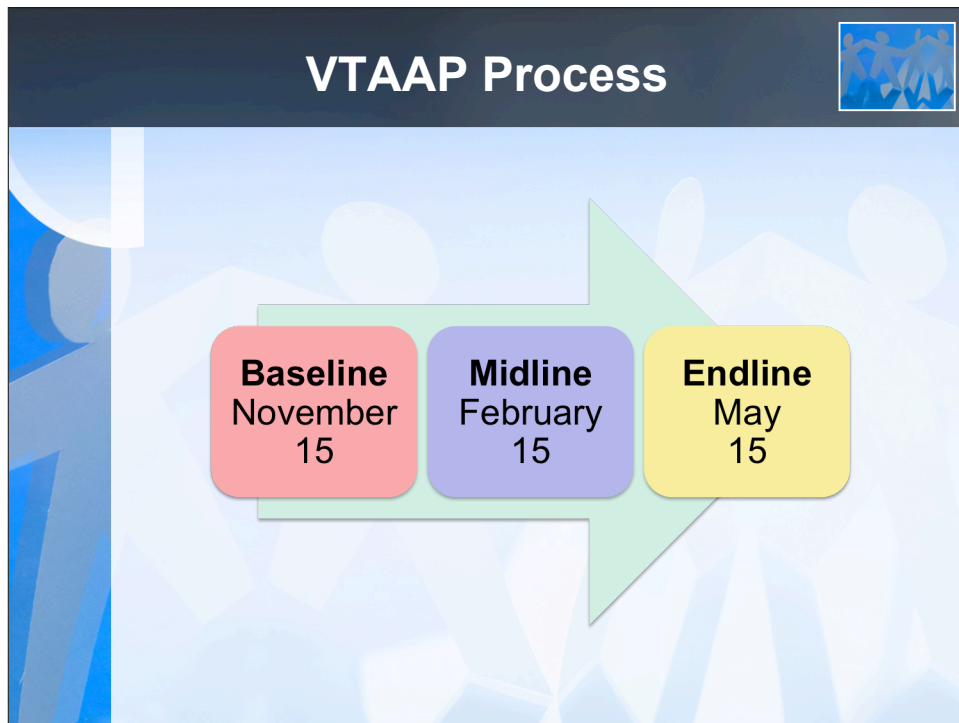 VTAAP Process
Baseline
November
15
Midline
February
15
Endline
May
15